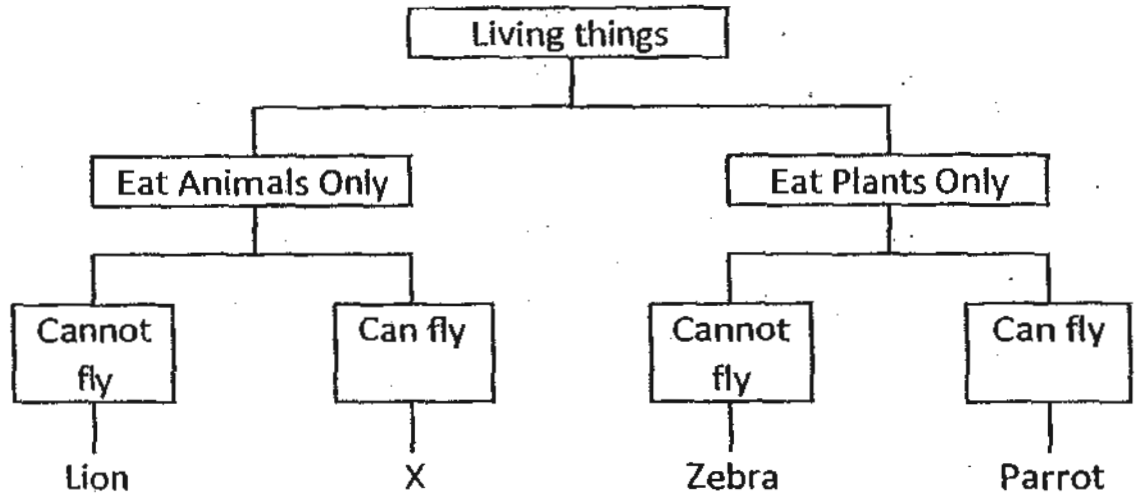 Living things
Eat Animals Only
Eat Plants Only
Cannot
fly
Can fly
Cannot
fly
Can fly
Lion
X
Zebra
Parrot